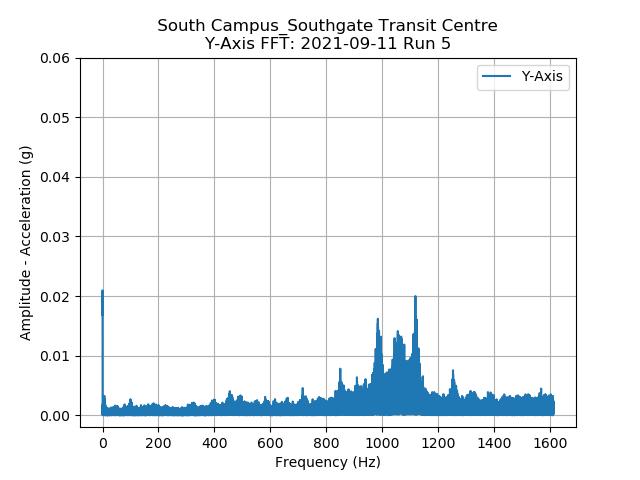 South Campus_Southgate Transit Centre
Y-Axis FFT: 2021-09-11 Run 5
Y-Axis
0.06
0.05
0.04
0.03
0.02
0.01
0.00
Amplitude - Acceleration (g)
0 200 400 600 800 1000 1200 1400 1600
Frequency (Hz)